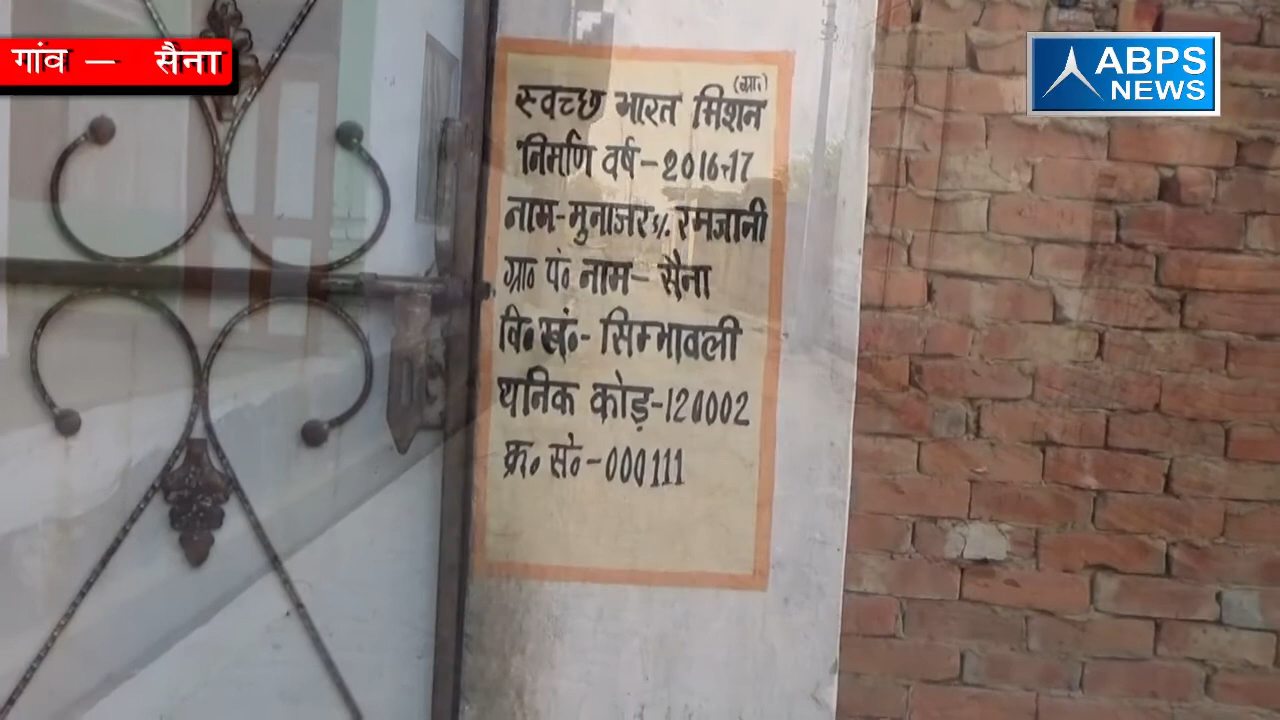 गांव — सैना
ABPS
NEWS
स्वच्छ भारत मिशन (ग्रा०)
निर्माण वर्ष-2016-17
नाम-मुनाजर s/o रमजानी
ग्रा० पं० नाम- सैना
वि० खं०- सिम्भावली
यनिक कोड़-120002
क्र० सं०-000111